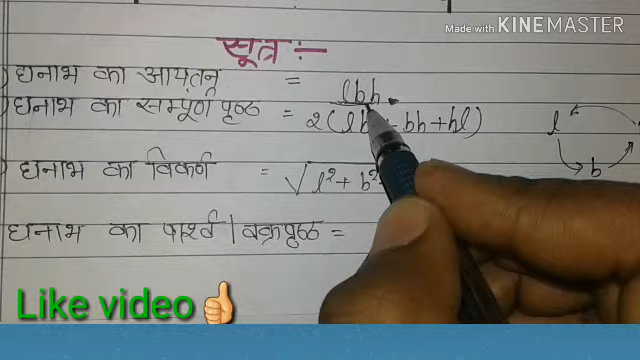 Made with KINEMASTER
सूत्र :-
घनाभ का आयतन = lbh
घनाभ का सम्पूर्ण पृष्ठ = 2(lb + bh + hl)
l b
घनाभ का विकर्ण = √l² + b²
घनाभ का पार्श्व | वक्रपृष्ठ =
Like video👍